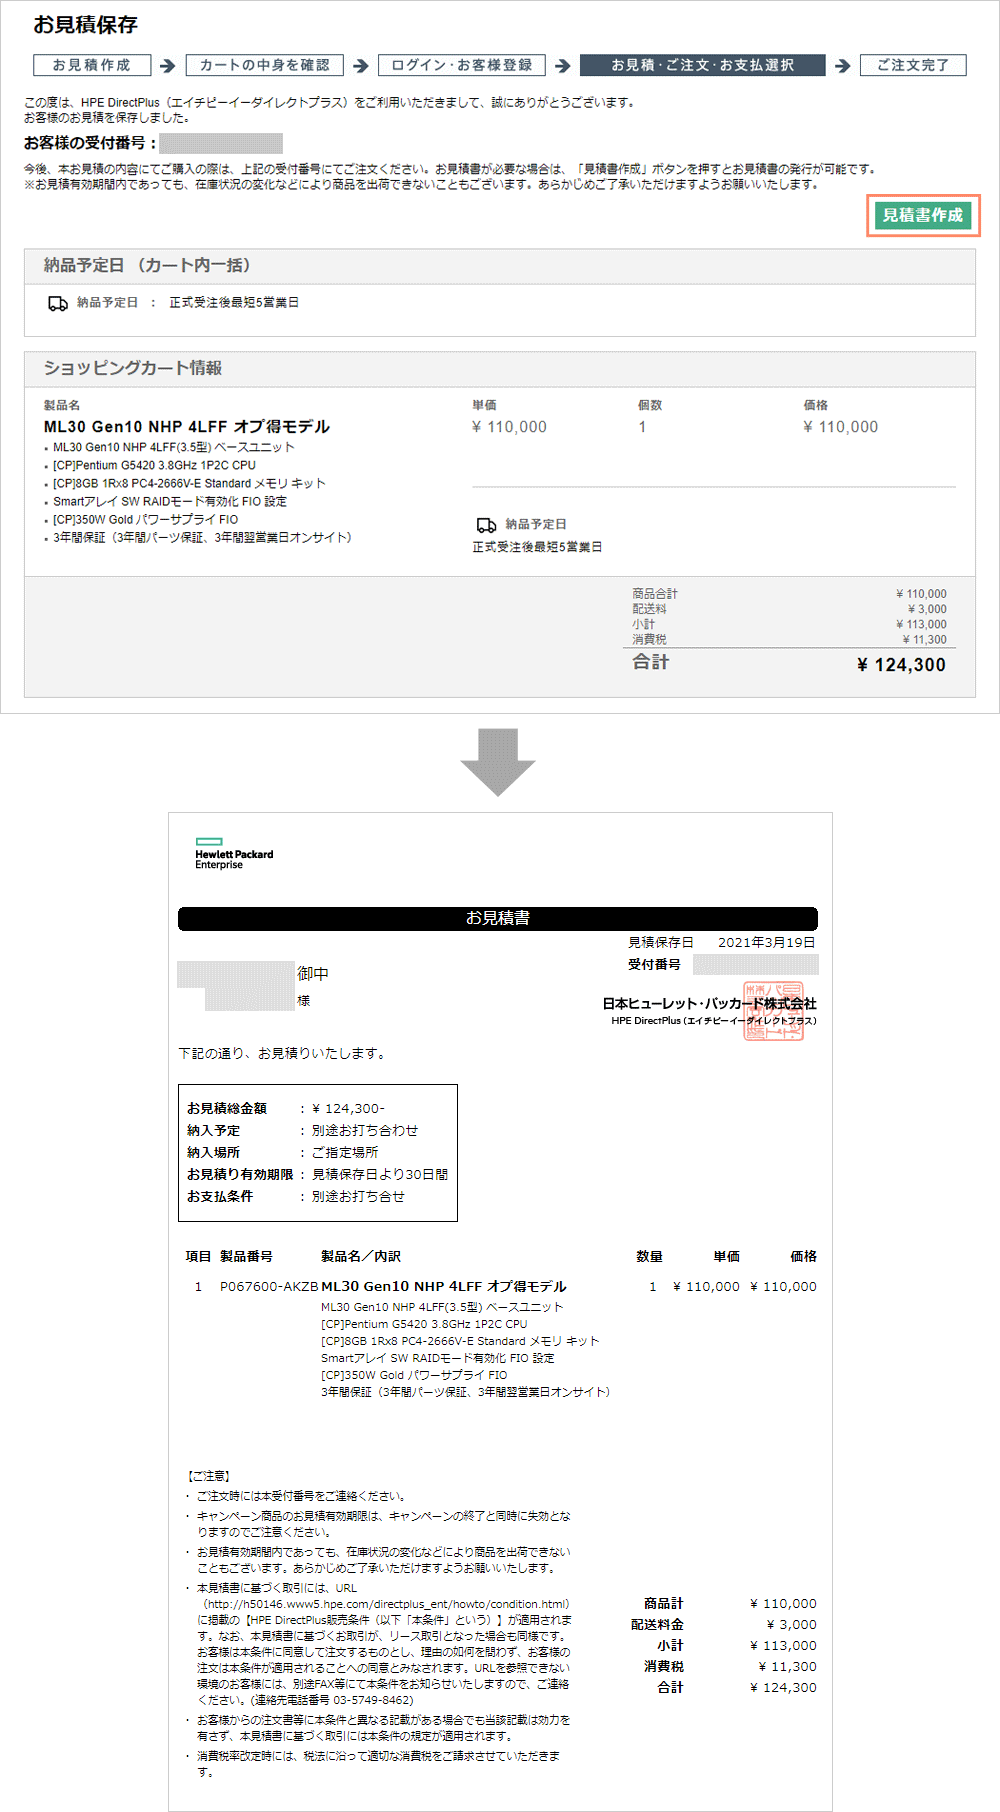 お見積保存
お見積作成 → カートの中身を確認 → ログイン･お客様登録 → お見積･ご注文･お支払選択 → ご注文完了
この度は、HPE DirectPlus（エイチピーイーダイレクトプラス）をご利用いただきまして、誠にありがとうございます。
お客様のお見積を保存しました。
お客様の受付番号：
今後、本お見積の内容にてご購入の際は、上記の受付番号にてご注文ください。お見積書が必要な場合は、「見積書作成」ボタンを押すとお見積書の発行が可能です。
※お見積有効期間内であっても、在庫状況の変化などにより商品を出荷できないこともございます。あらかじめご了承いただけますようお願いいたします。
見積書作成
納品予定日 （カート内一括）
納品予定日 ： 正式受注後最短5営業日
ショッピングカート情報
製品名 単価 個数 価格
ML30 Gen10 NHP 4LFF オプ得モデル ¥ 110,000 1 ¥ 110,000
・ML30 Gen10 NHP 4LFF(3.5型) ベースユニット
・[CP]Pentium G5420 3.8GHz 1P2C CPU
・[CP]8GB 1Rx8 PC4-2666V-E Standard メモリ キット
・Smartアレイ SW RAIDモード有効化 FIO 設定
・[CP]350W Gold パワーサプライ FIO
・3年間保証（3年間パーツ保証、3年間翌営業日オンサイト）
納品予定日
正式受注後最短5営業日
商品合計 ¥ 110,000
配送料 ¥ 3,000
小計 ¥ 113,000
消費税 ¥ 11,300
合計 ¥ 124,300
Hewlett Packard
Enterprise
お見積書
見積保存日 2021年3月19日
受付番号
御中
様
日本ヒューレット・パッカード株式会社
HPE DirectPlus（エイチピーイーダイレクトプラス）
下記の通り、お見積りいたします。
お見積総金額 : ¥ 124,300-
納入予定 : 別途お打ち合わせ
納入場所 : ご指定場所
お見積り有効期限 : 見積保存日より30日間
お支払条件 : 別途お打ち合せ
項目 製品番号 製品名／内訳 数量 単価 価格
1 P067600-AKZB ML30 Gen10 NHP 4LFF オプ得モデル 1 ¥ 110,000 ¥ 110,000
ML30 Gen10 NHP 4LFF(3.5型) ベースユニット
[CP]Pentium G5420 3.8GHz 1P2C CPU
[CP]8GB 1Rx8 PC4-2666V-E Standard メモリ キット
Smartアレイ SW RAIDモード有効化 FIO 設定
[CP]350W Gold パワーサプライ FIO
3年間保証（3年間パーツ保証、3年間翌営業日オンサイト）
【ご注意】
・ ご注文時には本受付番号をご連絡ください。
・ キャンペーン商品のお見積有効期限は、キャンペーンの終了と同時に失効とな
りますのでご注意ください。
・ お見積有効期間内であっても、在庫状況の変化などにより商品を出荷できない
こともございます。あらかじめご了承いただけますようお願いいたします。
・ 本見積書に基づく取引には、URL
（http://h50146.www5.hpe.com/directplus_ent/howto/condition.html）
に掲載の【HPE DirectPlus販売条件（以下「本条件」という）】が適用されま
す。なお、本見積書に基づくお取引が、リース取引となった場合も同様です。
お客様は本条件に同意して注文するものとし、理由の如何を問わず、お客様の
注文は本条件が適用されることへの同意とみなされます。URLを参照できない
環境のお客様には、別途FAX等にて本条件をお知らせいたしますので、ご連絡
ください。(連絡先電話番号 03-5749-8462)
・ お客様からの注文書等に本条件と異なる記載がある場合でも当該記載は効力を
有さず、本見積書に基づく取引には本条件の規定が適用されます。
・ 消費税率改定時には、税法に沿って適切な消費税をご請求させていただきま
す。
商品計 ¥ 110,000
配送料金 ¥ 3,000
小計 ¥ 113,000
消費税 ¥ 11,300
合計 ¥ 124,300